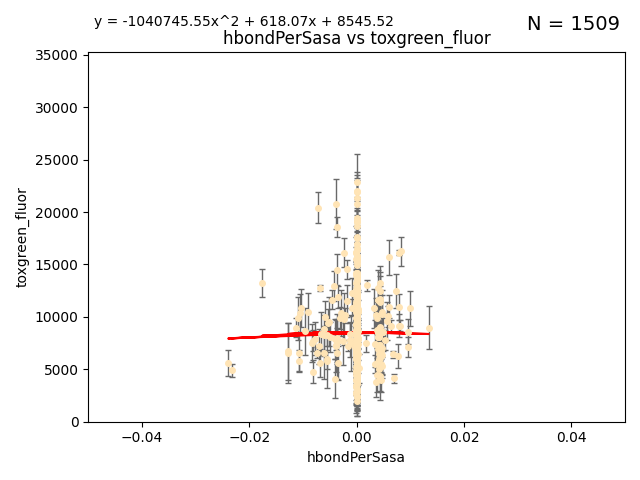 y = -1040745.55x^2 + 618.07x + 8545.52
N = 1509
hbondPerSasa vs toxgreen_fluor
35000
30000
25000
20000
15000
10000
5000
0
toxgreen_fluor
−0.04
−0.02
0.00
0.02
0.04
hbondPerSasa